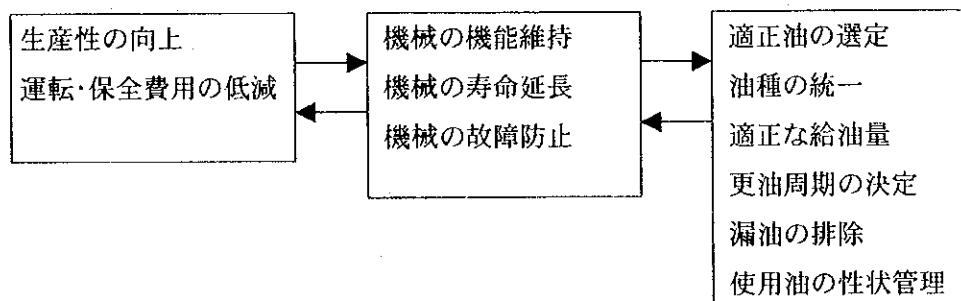 生産性の向上
運転･保全費用の低減
機械の機能維持
機械の寿命延長
機械の故障防止
適正油の選定
油種の統一
適正な給油量
更油周期の決定
漏油の排除
使用油の性状管理